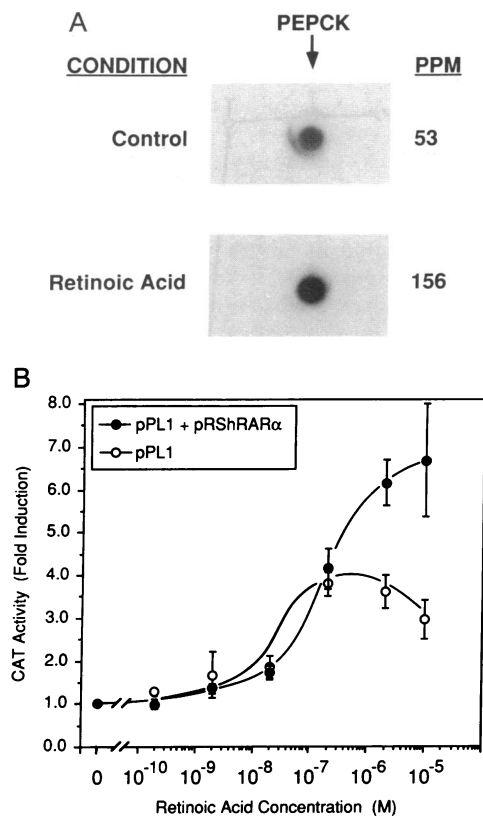 A
PEPCK
CONDITION PPM
Control 53
Retinoic Acid 156
B
8.0
7.0
6.0
5.0
4.0
3.0
2.0
1.0
0.0
CAT Activity (Fold Induction)
pPL1 + pRShRARα
pPL1
0 10-10 10-9 10-8 10-7 10-6 10-5
Retinoic Acid Concentration (M)